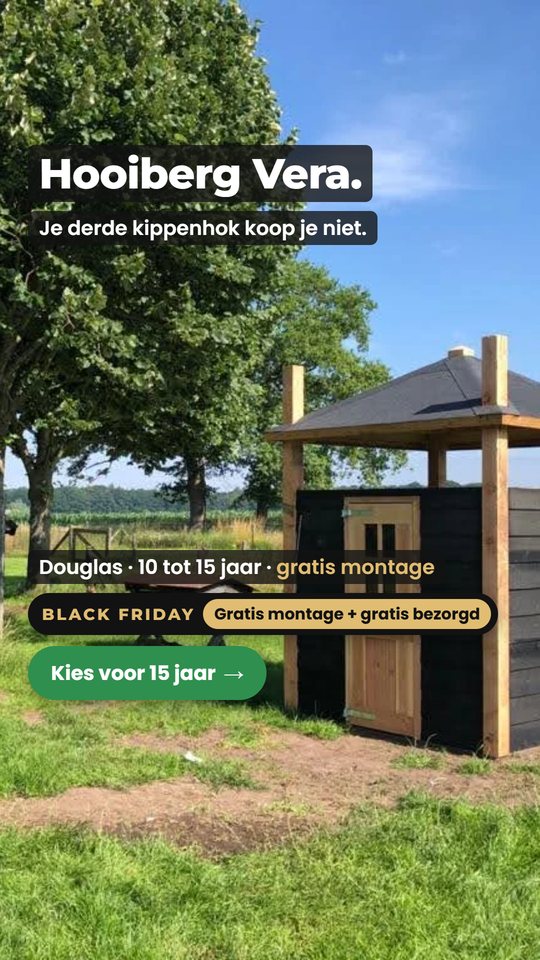 Hooiberg Vera.
Je derde kippenhok koop je niet.
Douglas · 10 tot 15 jaar · gratis montage
BLACK FRIDAY Gratis montage + gratis bezorgd
Kies voor 15 jaar →